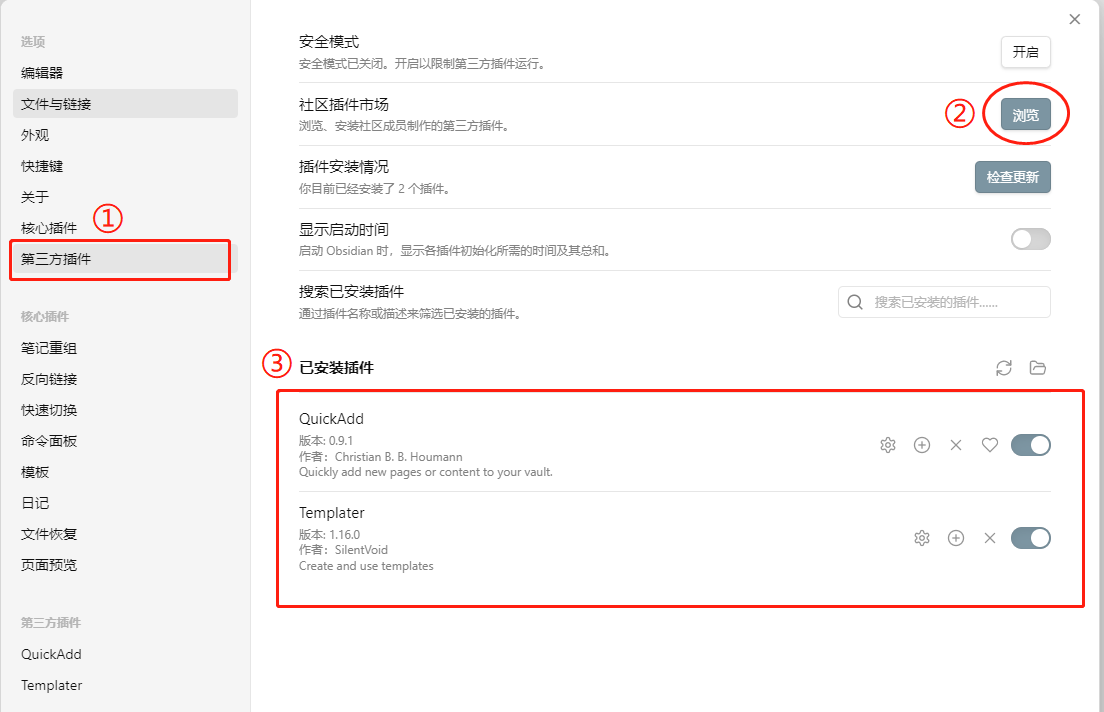 选项
编辑器
文件与链接
外观
快捷键
关于
核心插件
①
第三方插件
核心插件
笔记重组
反向链接
快速切换
命令面板
模板
日记
文件恢复
页面预览
第三方插件
QuickAdd
Templater
安全模式
安全模式已关闭。开启以限制第三方插件运行。
开启
社区插件市场
浏览、安装社区成员制作的第三方插件。
②
浏览
插件安装情况
你目前已经安装了 2 个插件。
检查更新
显示启动时间
启动 Obsidian 时，显示各插件初始化所需的时间及其总和。
搜索已安装插件
通过插件名称或描述来筛选已安装的插件。
搜索已安装的插件......
③ 已安装插件
QuickAdd
版本: 0.9.1
作者：Christian B. B. Houmann
Quickly add new pages or content to your vault.
Templater
版本: 1.16.0
作者：SilentVoid
Create and use templates